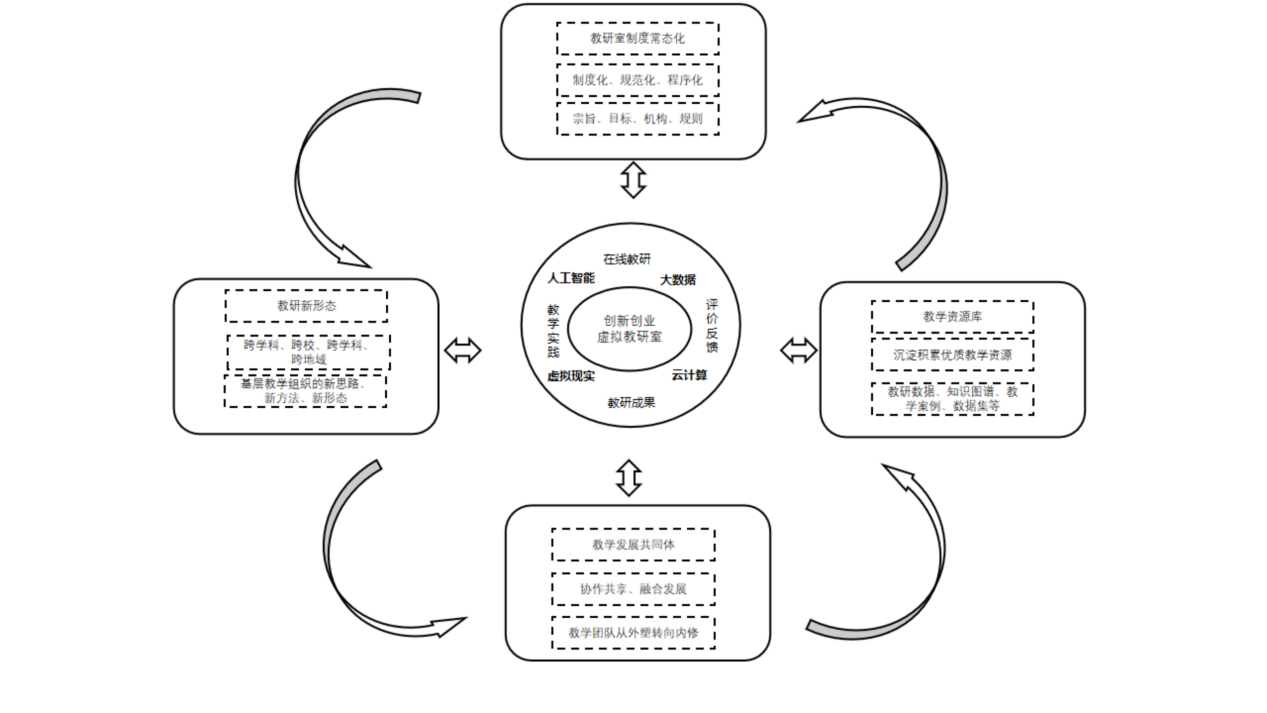 教研室制度常态化
制度化、规范化、程序化
宗旨、目标、机构、规则
教研新形态
跨学科、跨校、跨学科、
跨地域
基层教学组织的新思路、
新方法、新形态
在线教研
人工智能
大数据
教学实践
评价反馈
创新创业
虚拟教研室
虚拟现实
云计算
教研成果
教学资源库
沉淀积累优质教学资源
教研数据、知识图谱、教
学案例、数据集等
教学发展共同体
协作共享、融合发展
教学团队从外塑转向内修